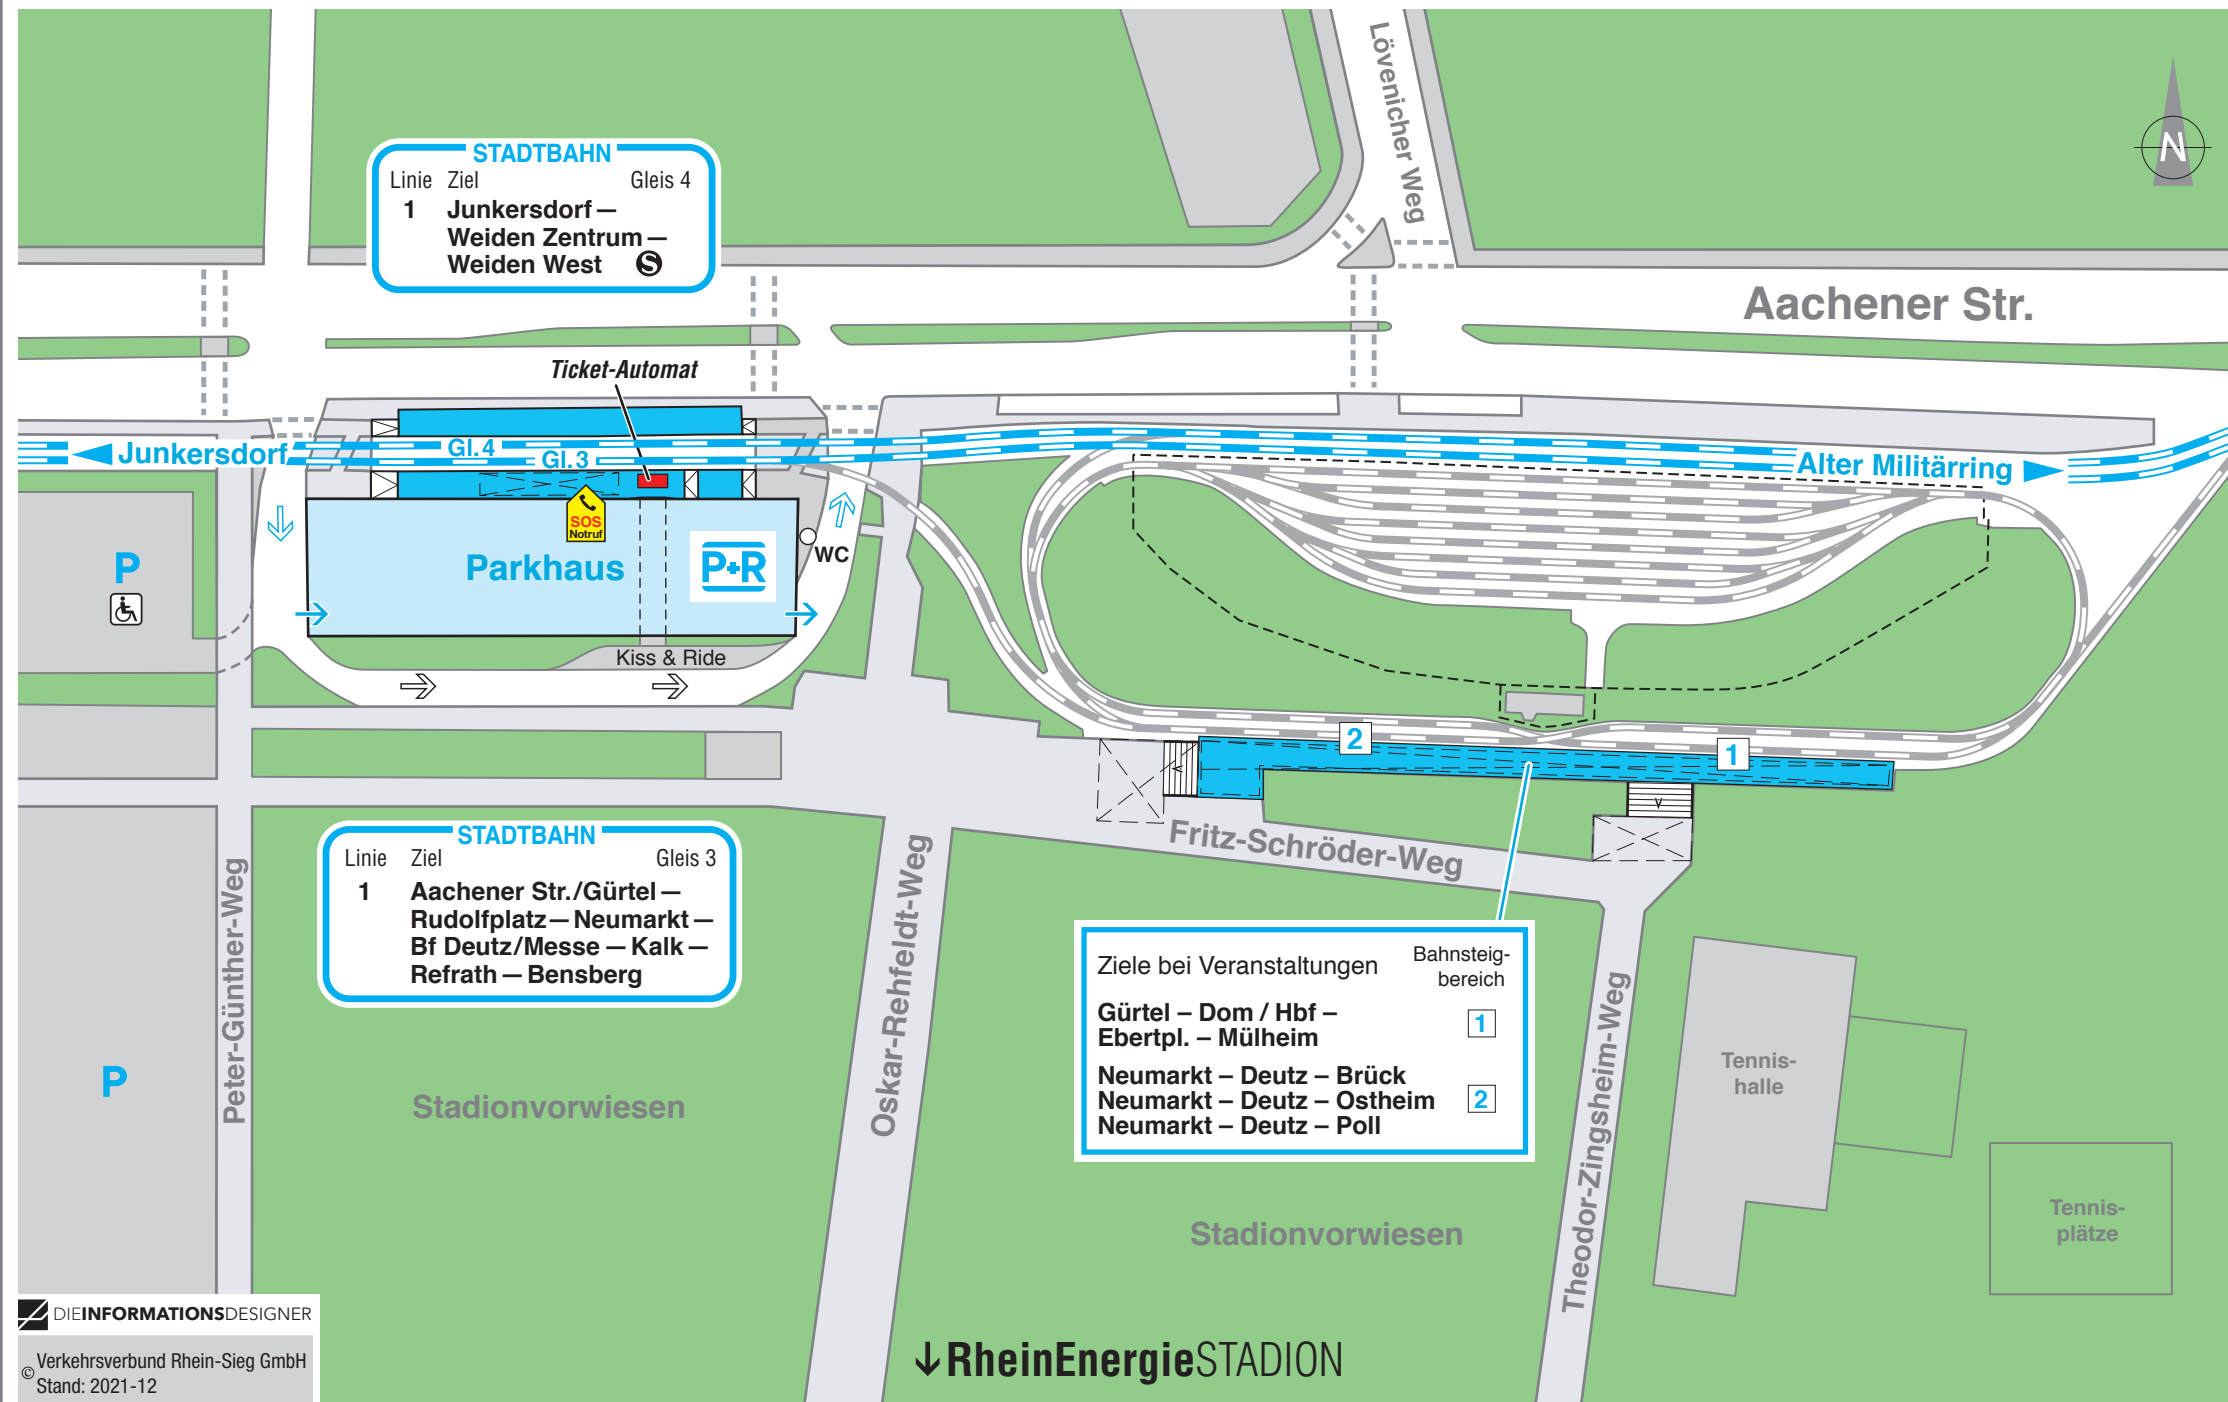 Lövenicher Weg
N
STADTBAHN
Linie Ziel Gleis 4
1 Junkersdorf –
Weiden Zentrum –
Weiden West S
Aachener Str.
Ticket-Automat
Junkersdorf
Gl.4
Gl.3
Alter Militärring
SOS
Notruf
Parkhaus
P+R
WC
P
Kiss & Ride
2
1
STADTBAHN
Linie Ziel Gleis 3
1 Aachener Str./Gürtel –
Rudolfplatz – Neumarkt –
Bf Deutz/Messe – Kalk –
Refrath – Bensberg
Fritz-Schröder-Weg
Peter-Günther-Weg
Oskar-Rehfeldt-Weg
Theodor-Zingsheim-Weg
Ziele bei Veranstaltungen Bahnsteig-
bereich
Gürtel – Dom / Hbf –
Ebertpl. – Mülheim 1
Neumarkt – Deutz – Brück
Neumarkt – Deutz – Ostheim 2
Neumarkt – Deutz – Poll
Tennis-
halle
P
Stadionvorwiesen
Stadionvorwiesen
Tennis-
plätze
DIEINFORMATIONSDESIGNER
© Verkehrsverbund Rhein-Sieg GmbH
Stand: 2021-12
RheinEnergieSTADION